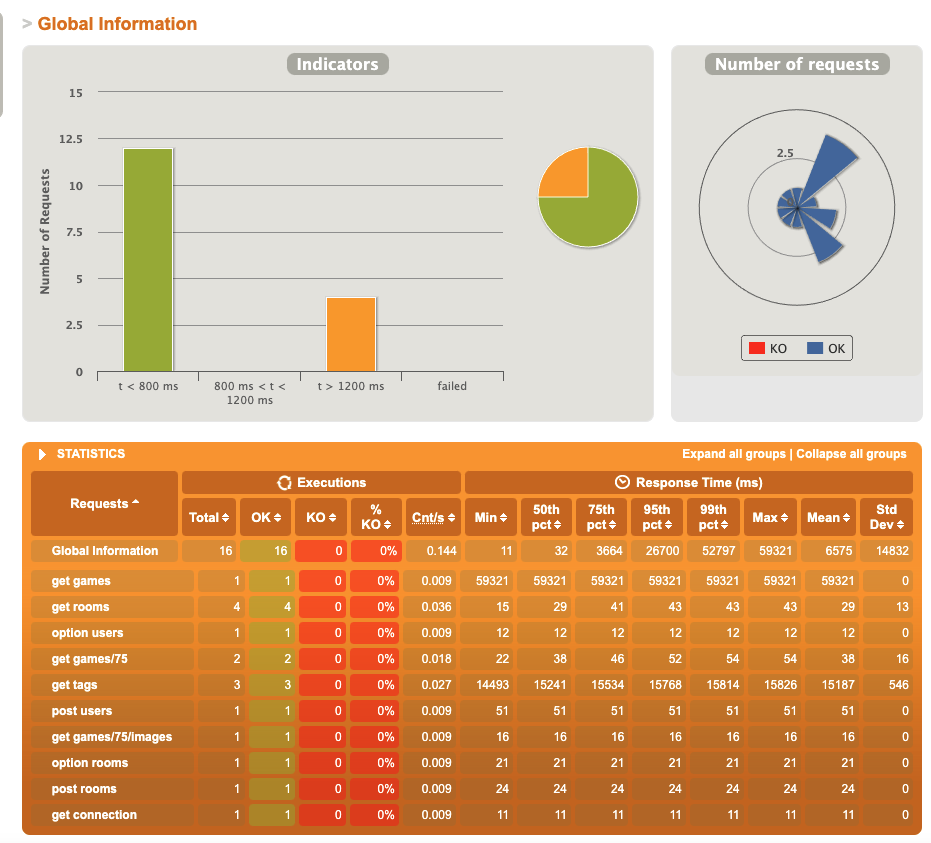 > Global Information
Indicators
15
12.5
10
7.5
5
2.5
0
Number of Requests
t < 800 ms
800 ms < t <
1200 ms
t > 1200 ms
failed
Number of requests
2.5
KO OK
STATISTICS
Expand all groups | Collapse all groups
Requests Executions Response Time (ms)
Total OK KO % KO Cnt/s Min 50th pct 75th pct 95th pct 99th pct Max Mean Std Dev
Global Information 16 16 0 0% 0.144 11 32 3664 26700 52797 59321 6575 14832
get games 1 1 0 0% 0.009 59321 59321 59321 59321 59321 59321 59321 0
get rooms 4 4 0 0% 0.036 15 29 41 43 43 43 29 13
option users 1 1 0 0% 0.009 12 12 12 12 12 12 12 0
get games/75 2 2 0 0% 0.018 22 38 46 52 54 54 38 16
get tags 3 3 0 0% 0.027 14493 15241 15534 15768 15814 15826 15187 546
post users 1 1 0 0% 0.009 51 51 51 51 51 51 51 0
get games/75/images 1 1 0 0% 0.009 16 16 16 16 16 16 16 0
option rooms 1 1 0 0% 0.009 21 21 21 21 21 21 21 0
post rooms 1 1 0 0% 0.009 24 24 24 24 24 24 24 0
get connection 1 1 0 0% 0.009 11 11 11 11 11 11 11 0